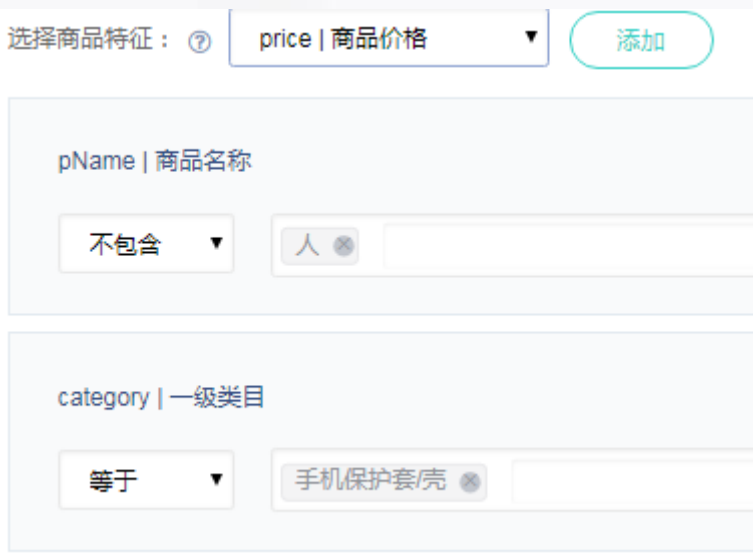 选择商品特征： ? price | 商品价格 ▼ 添加
pName | 商品名称
不包含 ▼ 人
category | 一级类目
等于 ▼ 手机保护套/壳